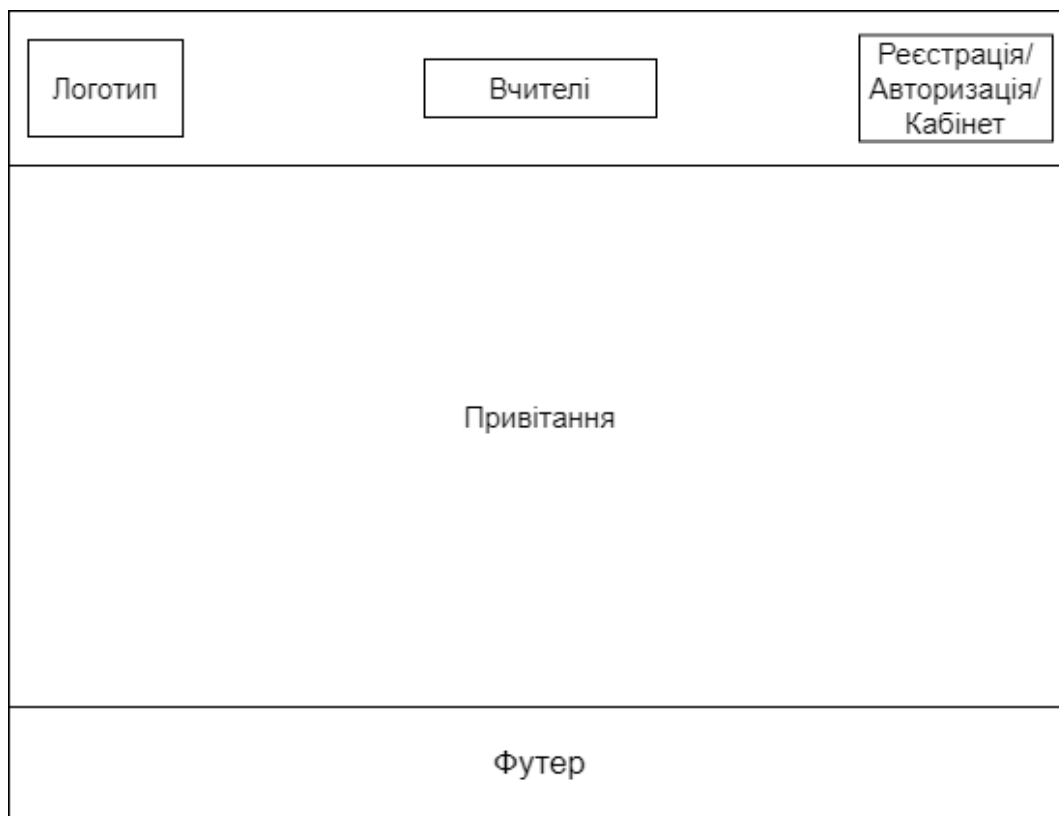 Логотип
Вчителі
Реєстрація/
Авторизація/
Кабінет
Привітання
Футер